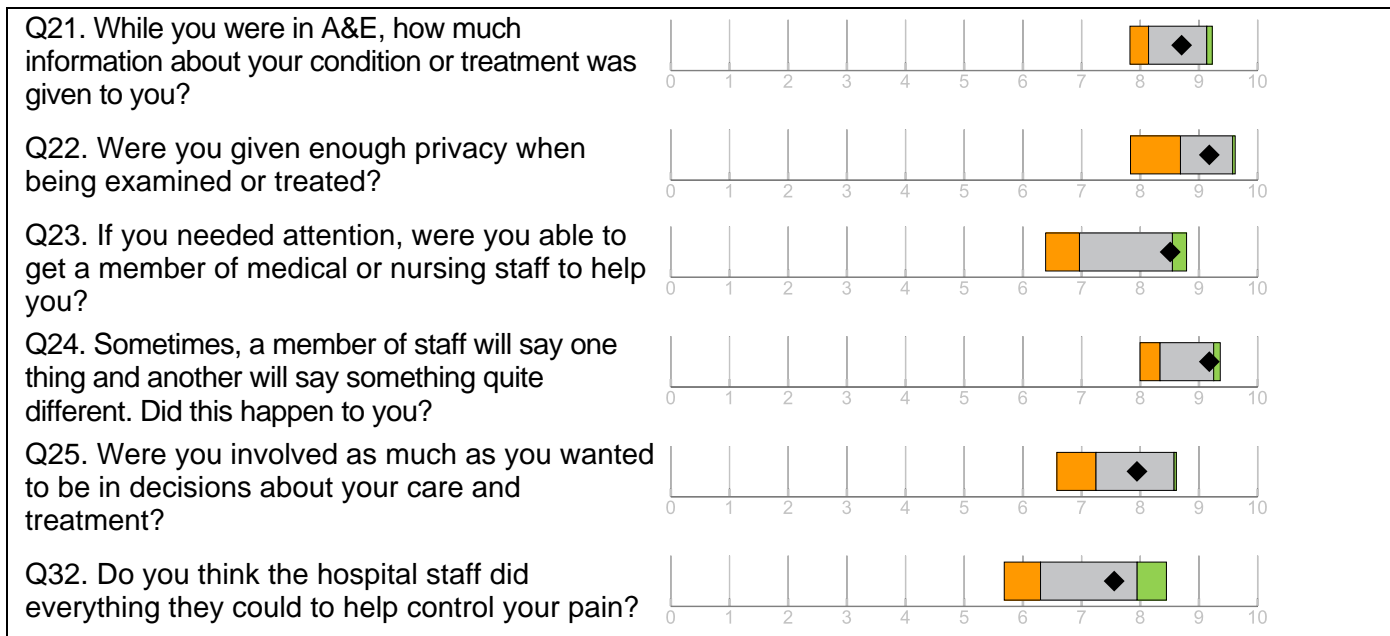 Q21. While you were in A&E, how much
information about your condition or treatment was
given to you?
0 1 2 3 4 5 6 7 8 9 10
Q22. Were you given enough privacy when
being examined or treated?
0 1 2 3 4 5 6 7 8 9 10
Q23. If you needed attention, were you able to
get a member of medical or nursing staff to help
you?
0 1 2 3 4 5 6 7 8 9 10
Q24. Sometimes, a member of staff will say one
thing and another will say something quite
different. Did this happen to you?
0 1 2 3 4 5 6 7 8 9 10
Q25. Were you involved as much as you wanted
to be in decisions about your care and
treatment?
0 1 2 3 4 5 6 7 8 9 10
Q32. Do you think the hospital staff did
everything they could to help control your pain?
0 1 2 3 4 5 6 7 8 9 10